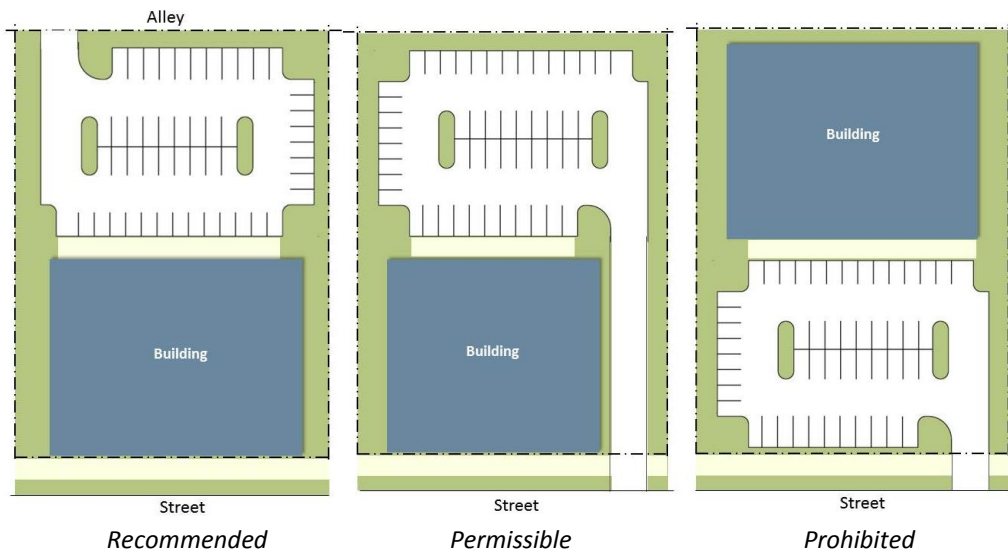 Alley
Building
Building
Building
Street
Street
Street
Recommended
Permissible
Prohibited